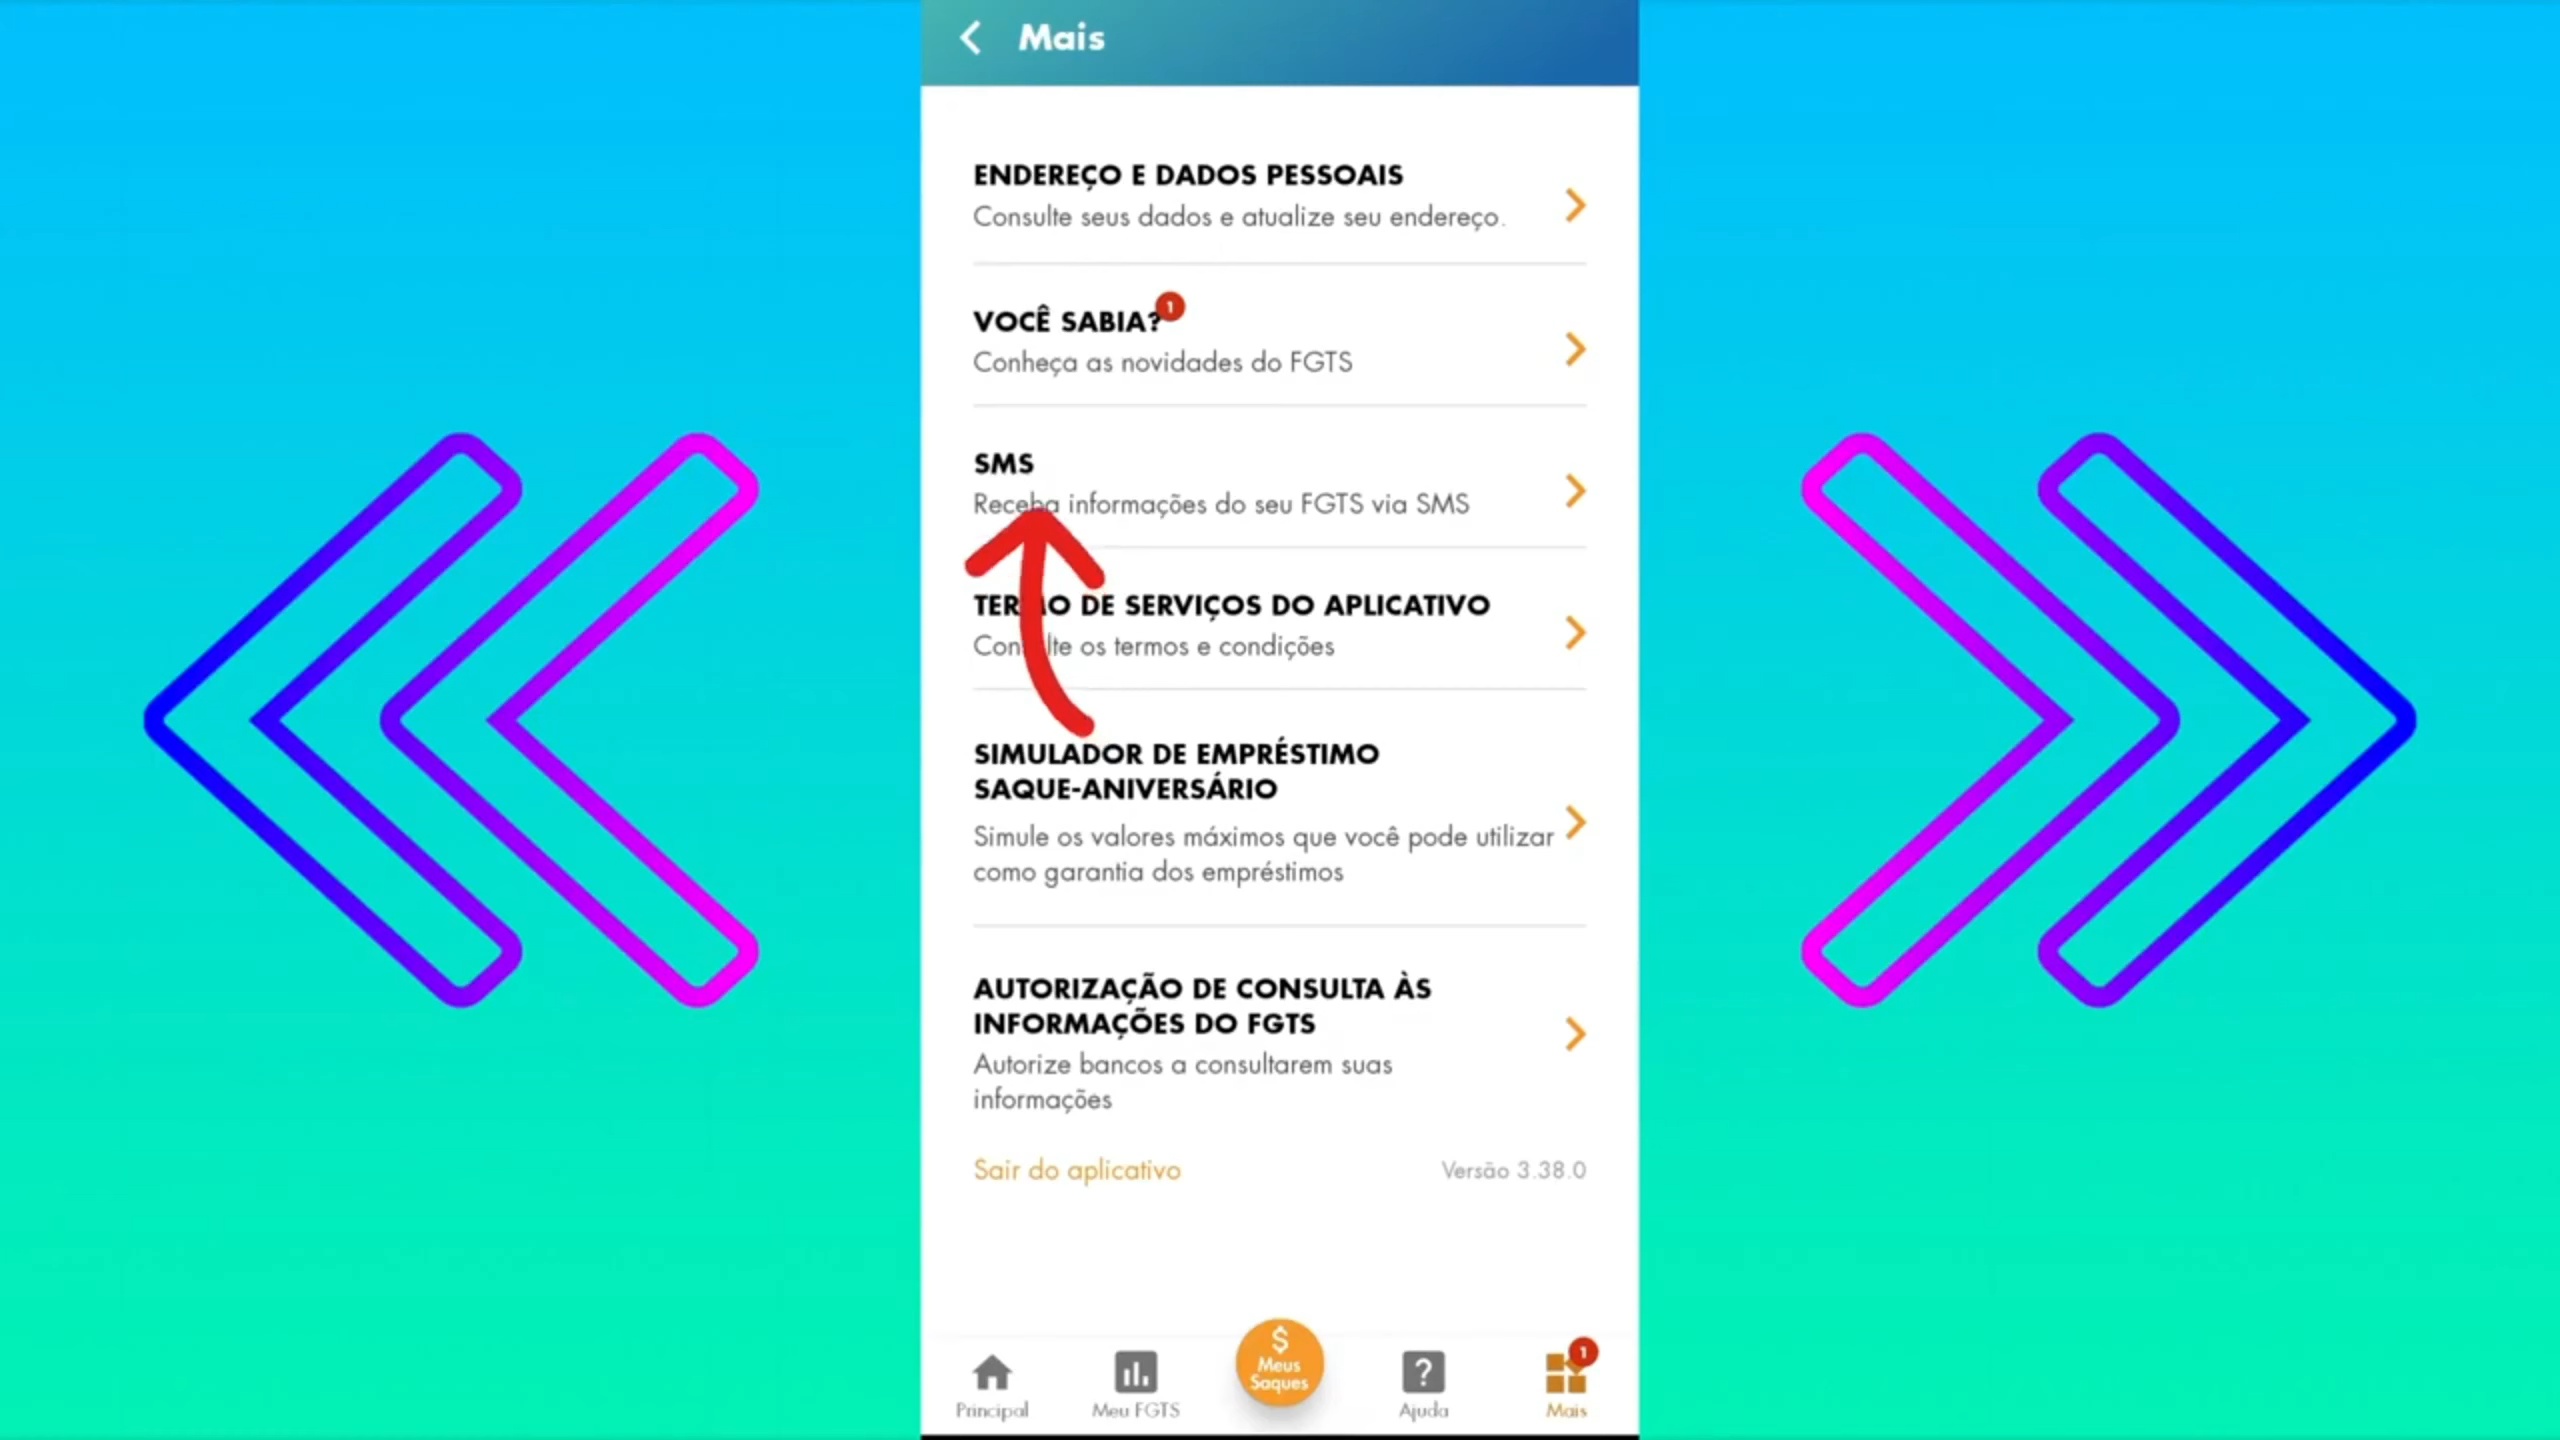 Mais
ENDEREÇO E DADOS PESSOAIS
Consulte seus dados e atualize seu endereço.
VOCÊ SABIA?
1
Conheça as novidades do FGTS
SMS
Receba informações do seu FGTS via SMS
TERMO DE SERVIÇOS DO APLICATIVO
Consulte os termos e condições
SIMULADOR DE EMPRÉSTIMO
SAQUE-ANIVERSÁRIO
Simule os valores máximos que você pode utilizar
como garantia dos empréstimos
AUTORIZAÇÃO DE CONSULTA ÀS
INFORMAÇÕES DO FGTS
Autorize bancos a consultarem suas
informações
Sair do aplicativo
Versão 3.38.0
Principal
Meu FGTS
$
Meus
Saques
?
Ajuda
1
Mais